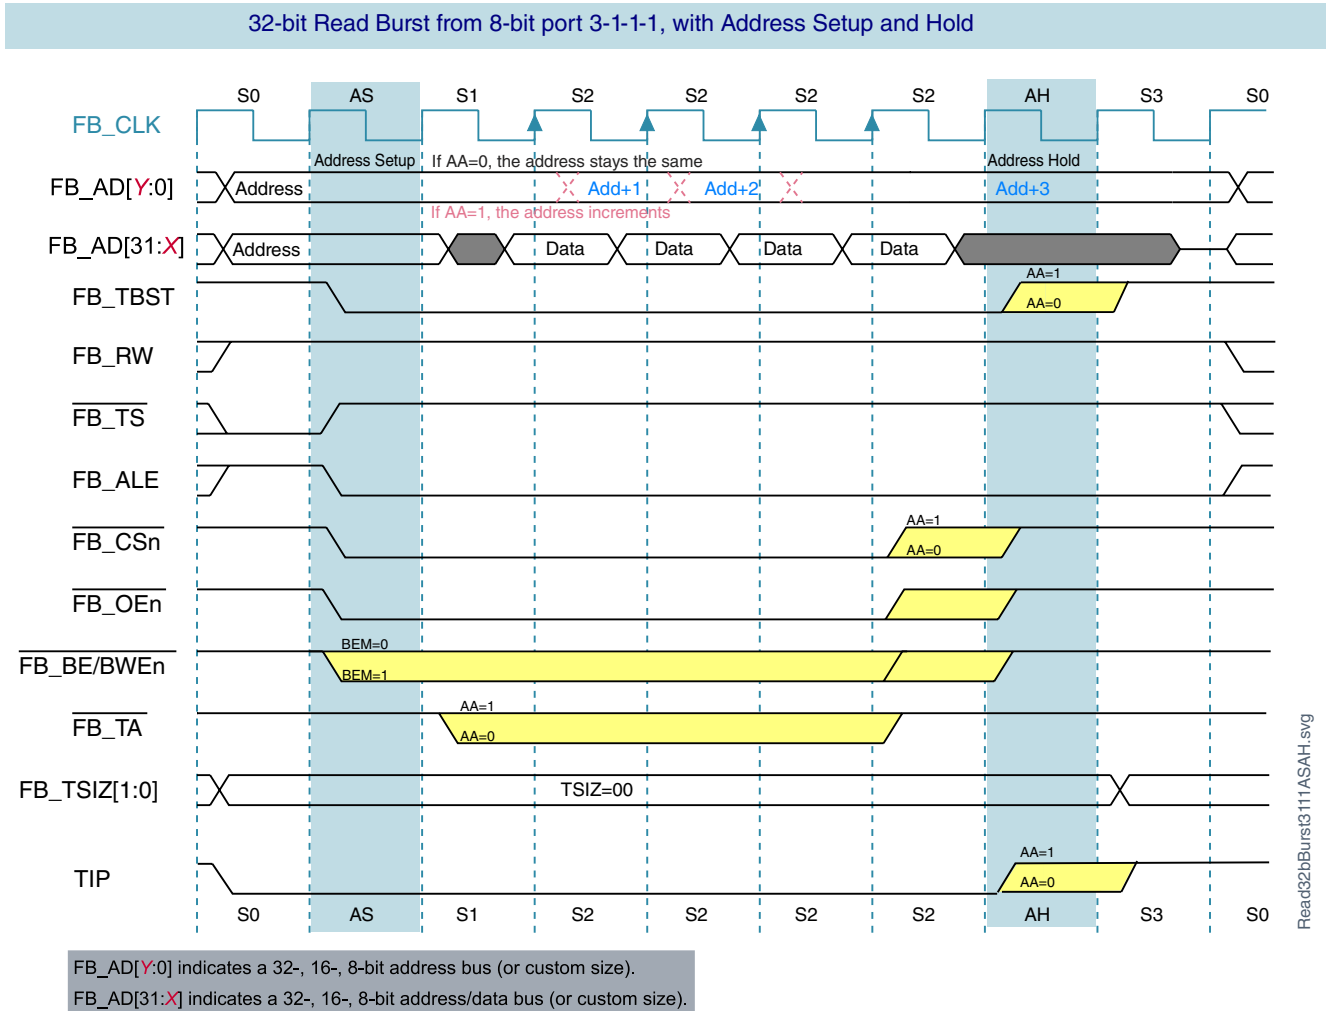 32-bit Read Burst from 8-bit port 3-1-1-1, with Address Setup and Hold
S0 AS S1 S2 S2 S2 S2 AH S3 S0
FB_CLK
Address Setup If AA=0, the address stays the same Address Hold
FB_AD[Y:0] Address Add+1 Add+2 Add+3
If AA=1, the address increments
FB_AD[31:X] Address Data Data Data Data
AA=1
FB_TBST AA=0
FB_RW
FB_TS
FB_ALE
AA=1
FB_CSn AA=0
FB_OEn
BEM=0
FB_BE/BWEn BEM=1
AA=1
FB_TA AA=0
FB_TSIZ[1:0] TSIZ=00
AA=1
TIP AA=0
S0 AS S1 S2 S2 S2 S2 AH S3 S0
Read32bBurst3111ASAH.svg
FB_AD[Y:0] indicates a 32-, 16-, 8-bit address bus (or custom size).
FB_AD[31:X] indicates a 32-, 16-, 8-bit address/data bus (or custom size).